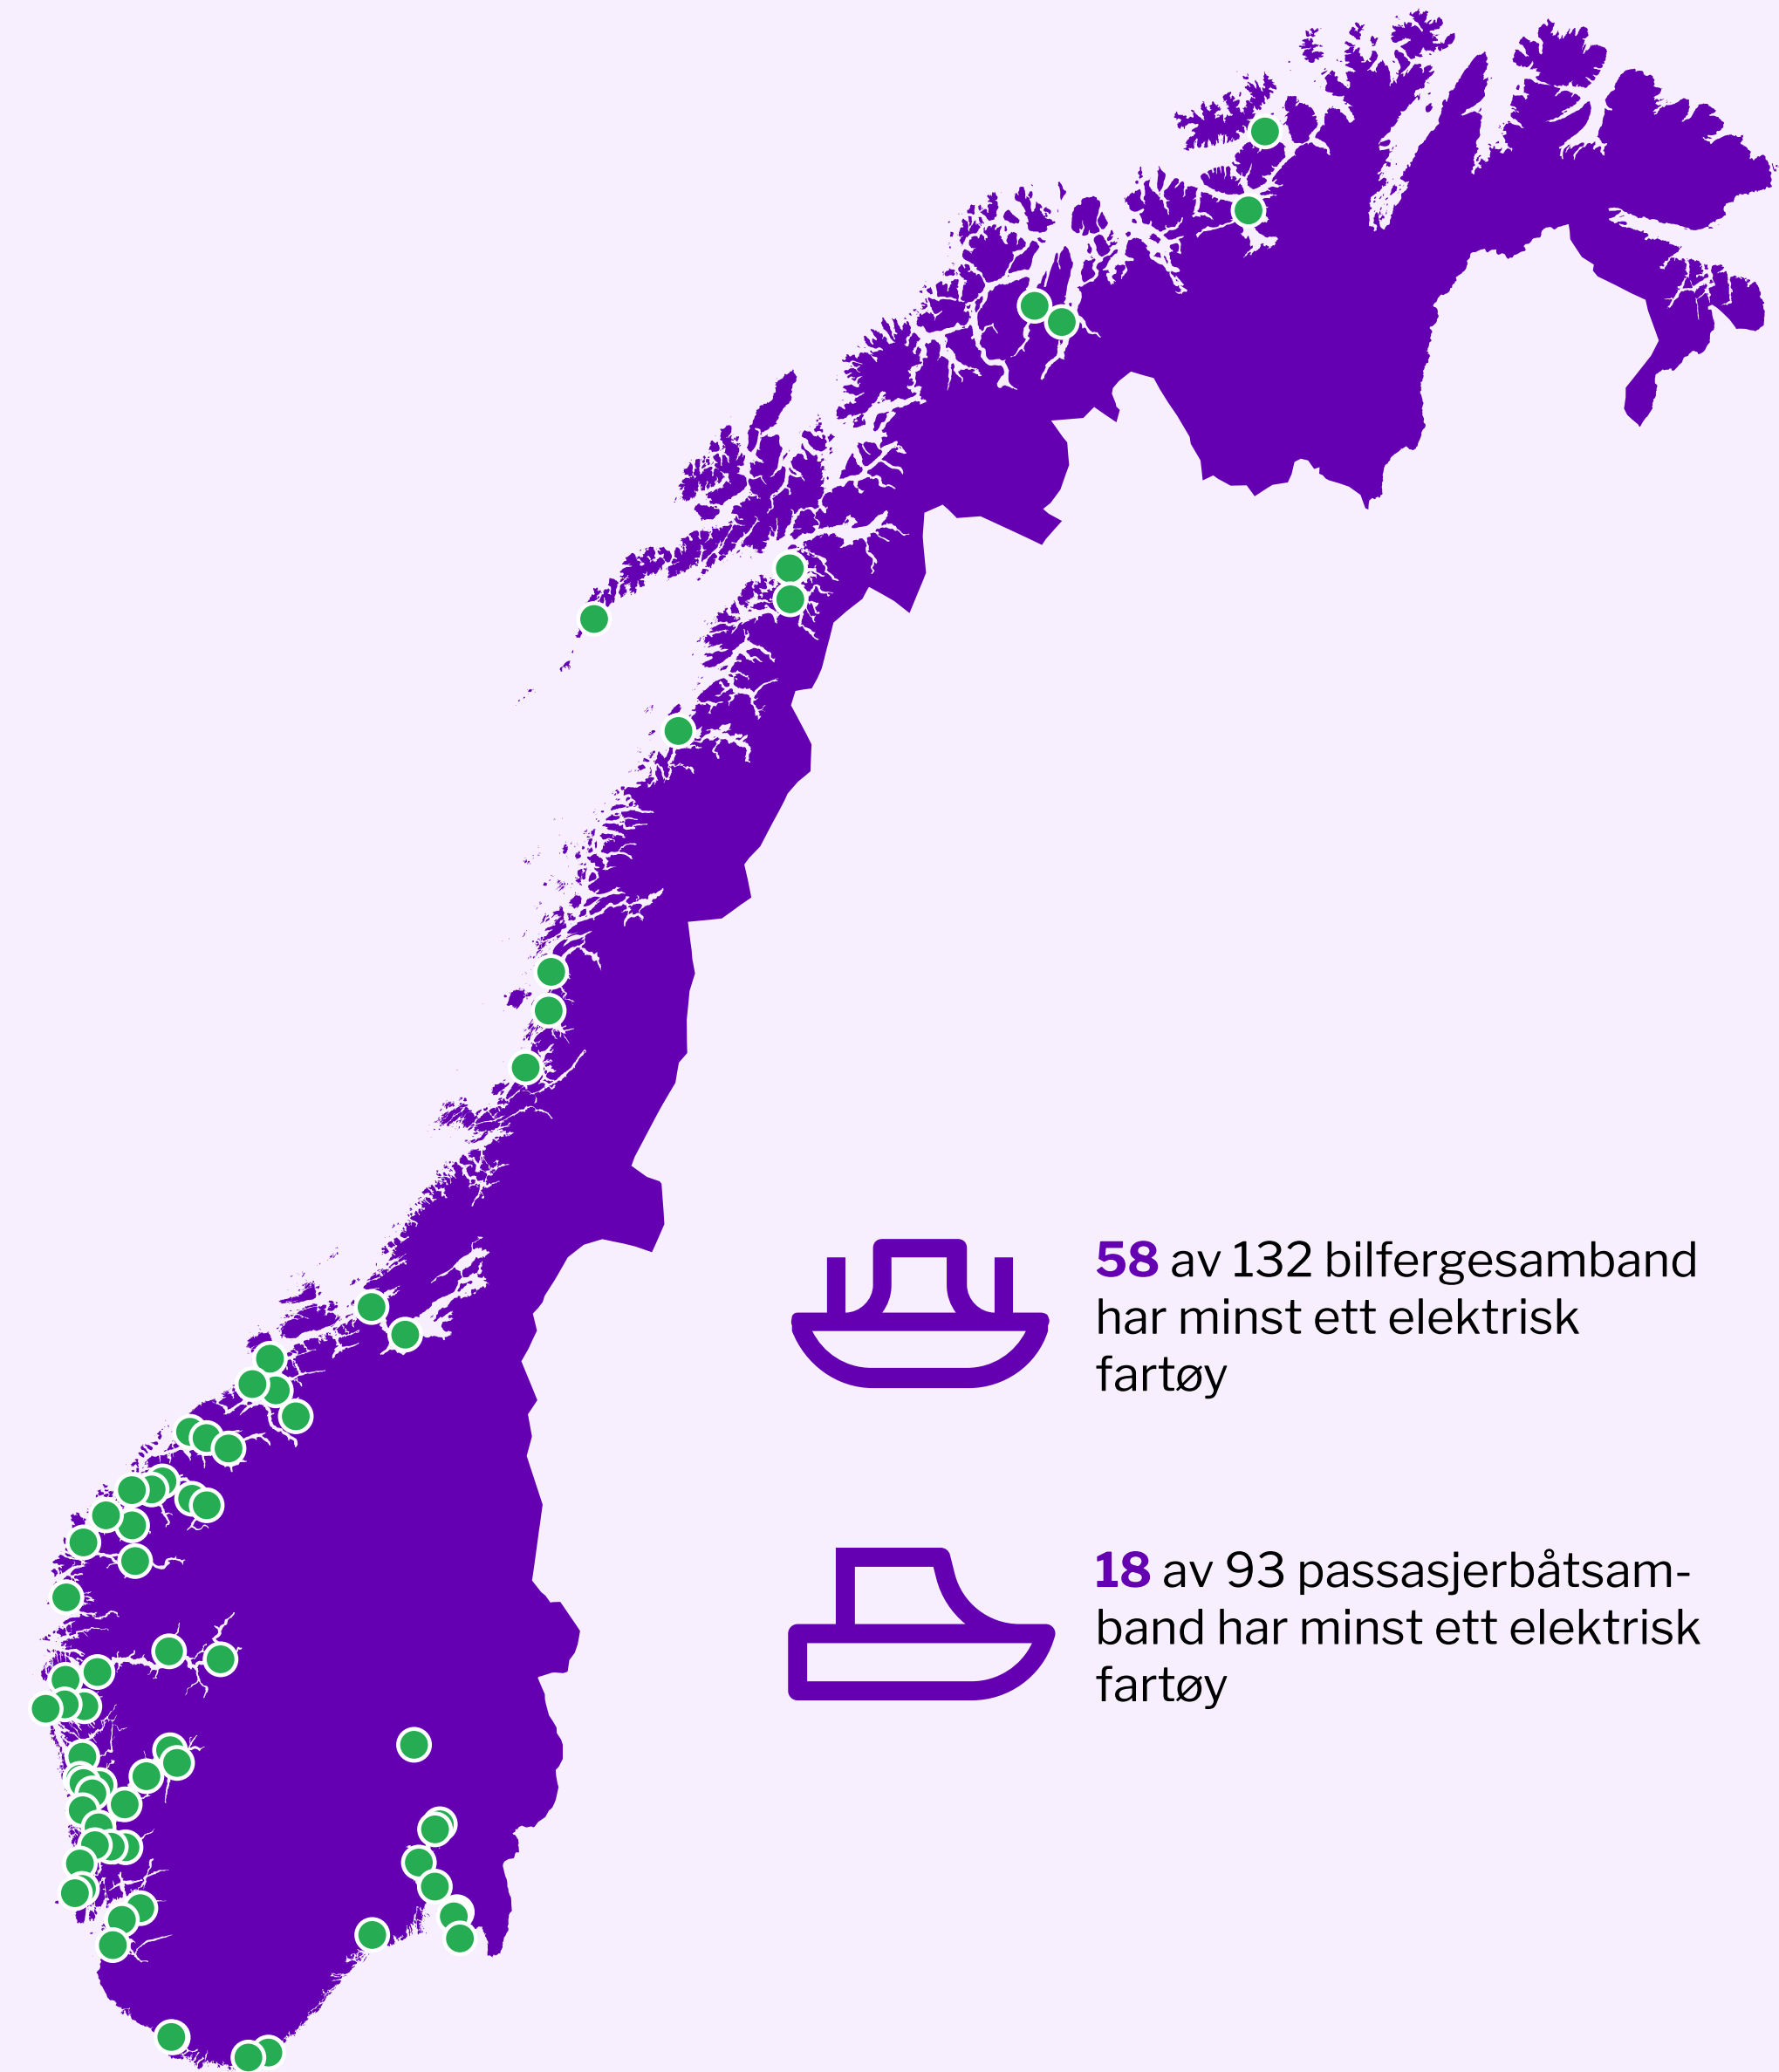 58 av 132 bilfergesamband
har minst ett elektrisk
fartøy
18 av 93 passasjerbåtsam-
band har minst ett elektrisk
fartøy